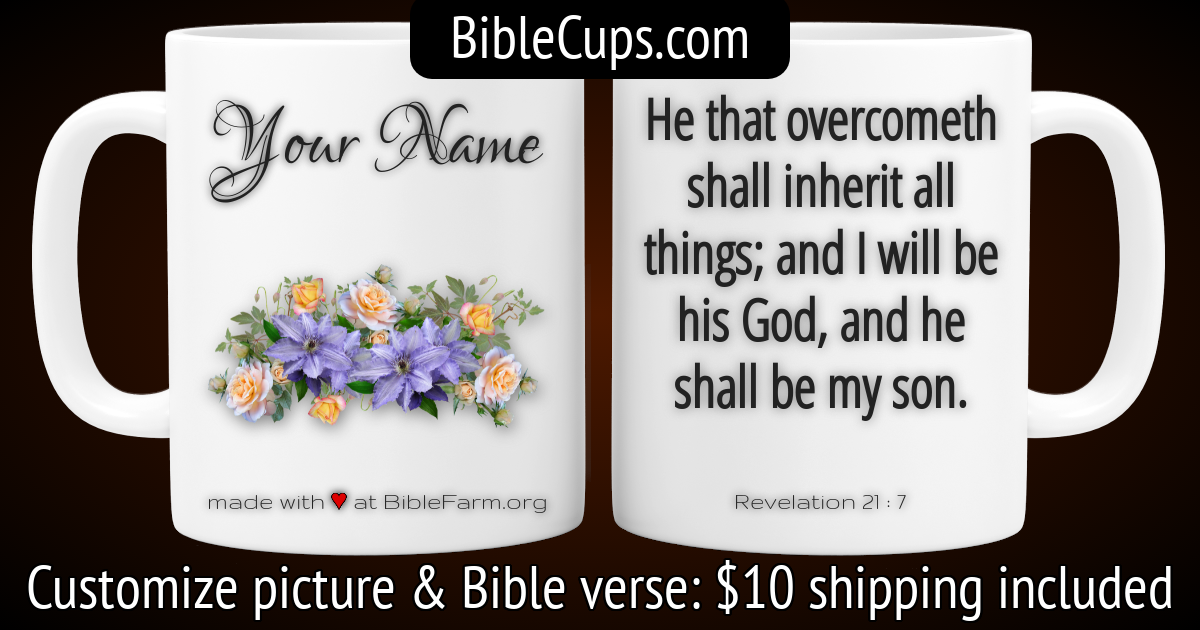 BibleCups.com
Your Name
made with ♥ at BibleFarm.org
He that overcometh
shall inherit all
things; and I will be
his God, and he
shall be my son.
Revelation 21 : 7
Customize picture & Bible verse: $10 shipping included